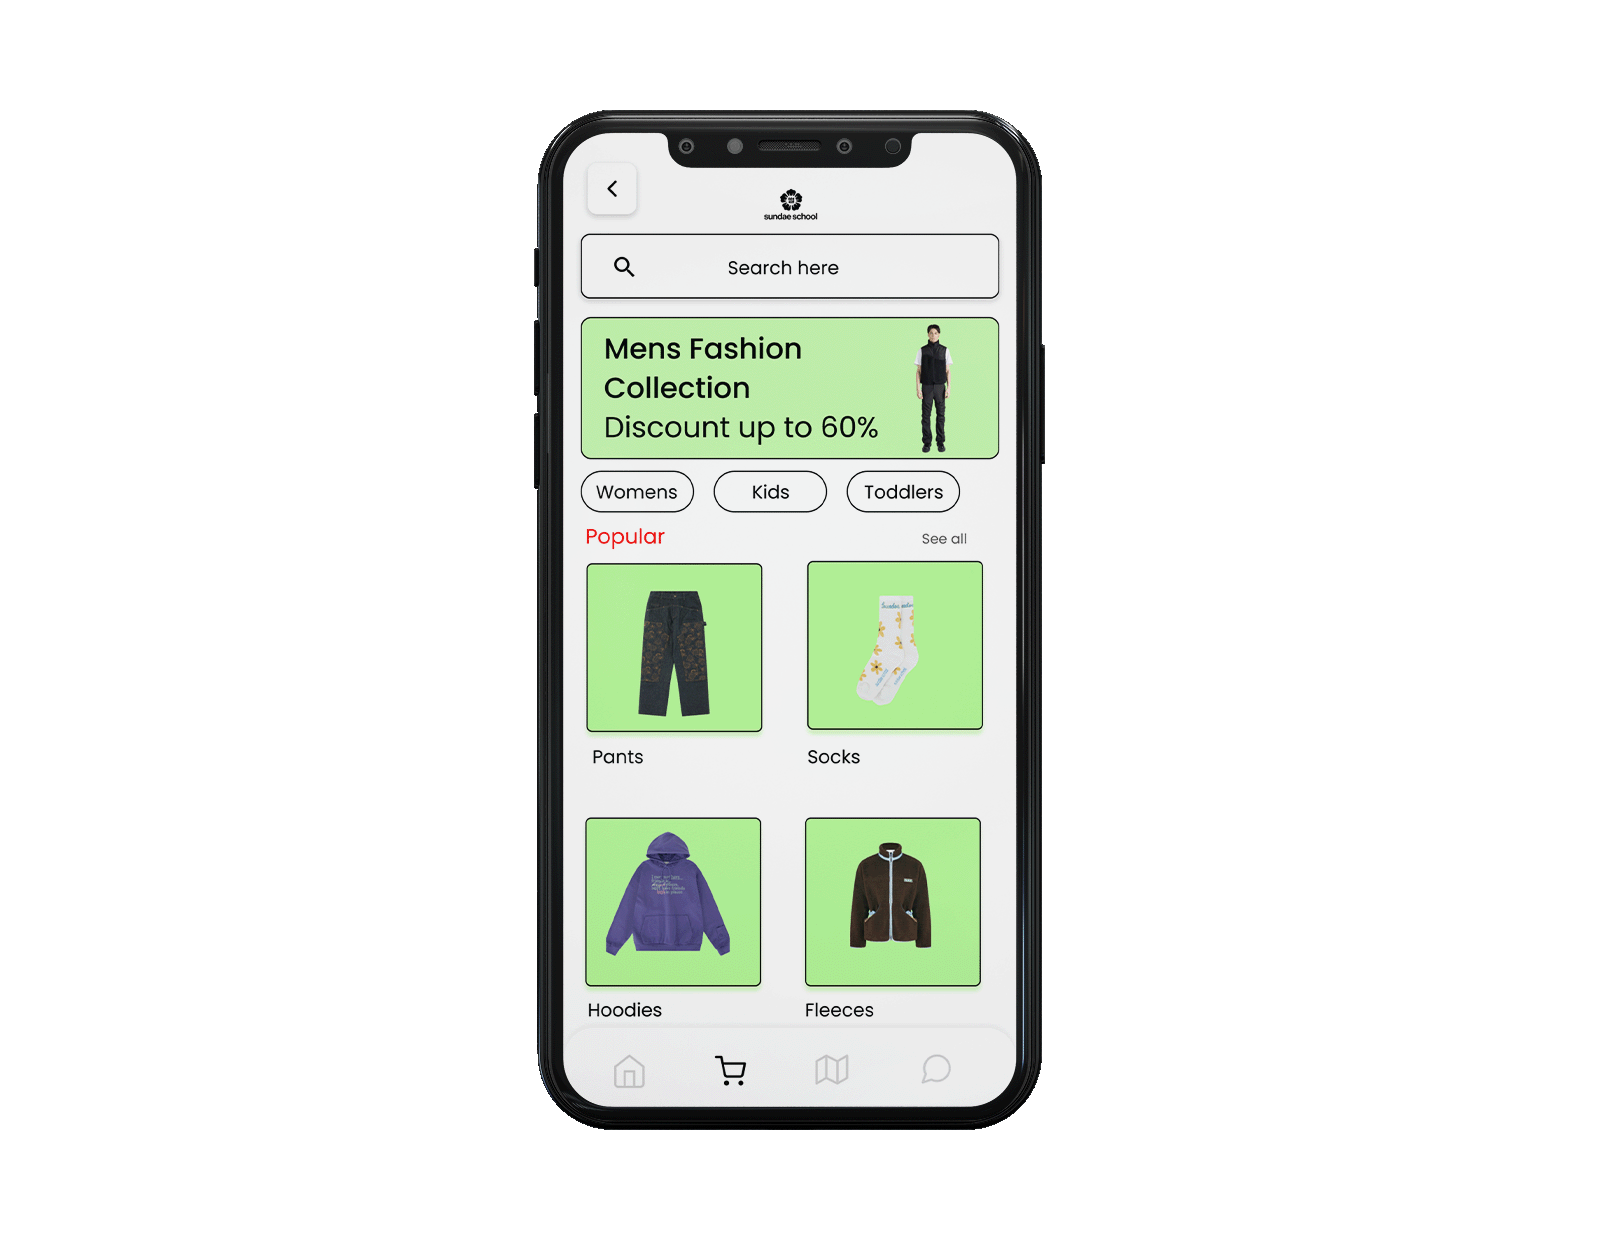 sundae school
Search here
Mens Fashion
Collection
Discount up to 60%
Womens
Kids
Toddlers
Popular
See all
Pants
Socks
Hoodies
Fleeces